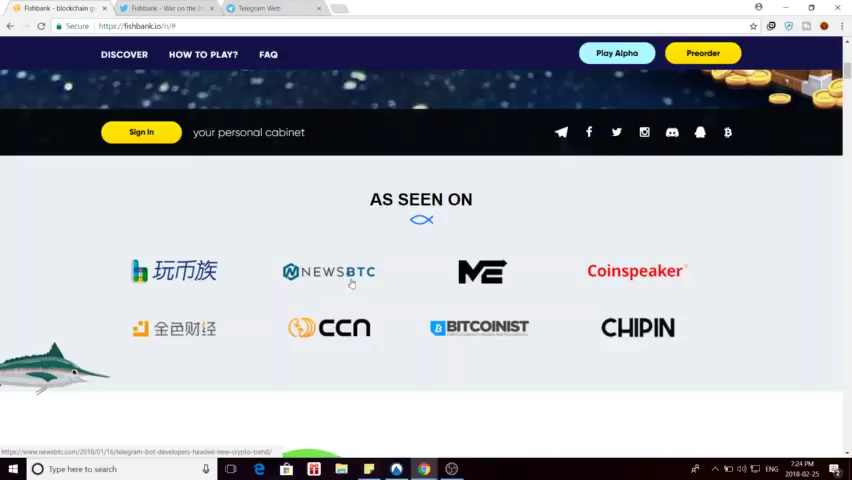 Fishbank - blockchain g
Fishbank - War on the b
Telegram Web
Secure
https://fishbank.io/n/#
DISCOVER
HOW TO PLAY?
FAQ
Play Alpha
Preorder
Sign In
your personal cabinet
AS SEEN ON
玩币族
NEWSBTC
ME
Coinspeaker
金色财经
CCN
BITCOINIST
CHIPIN
https://www.newsbtc.com/2018/01/16/telegram-bot-developers-headed-new-crypto-trend/
Type here to search
ENG
7:24 PM
2018-02-25